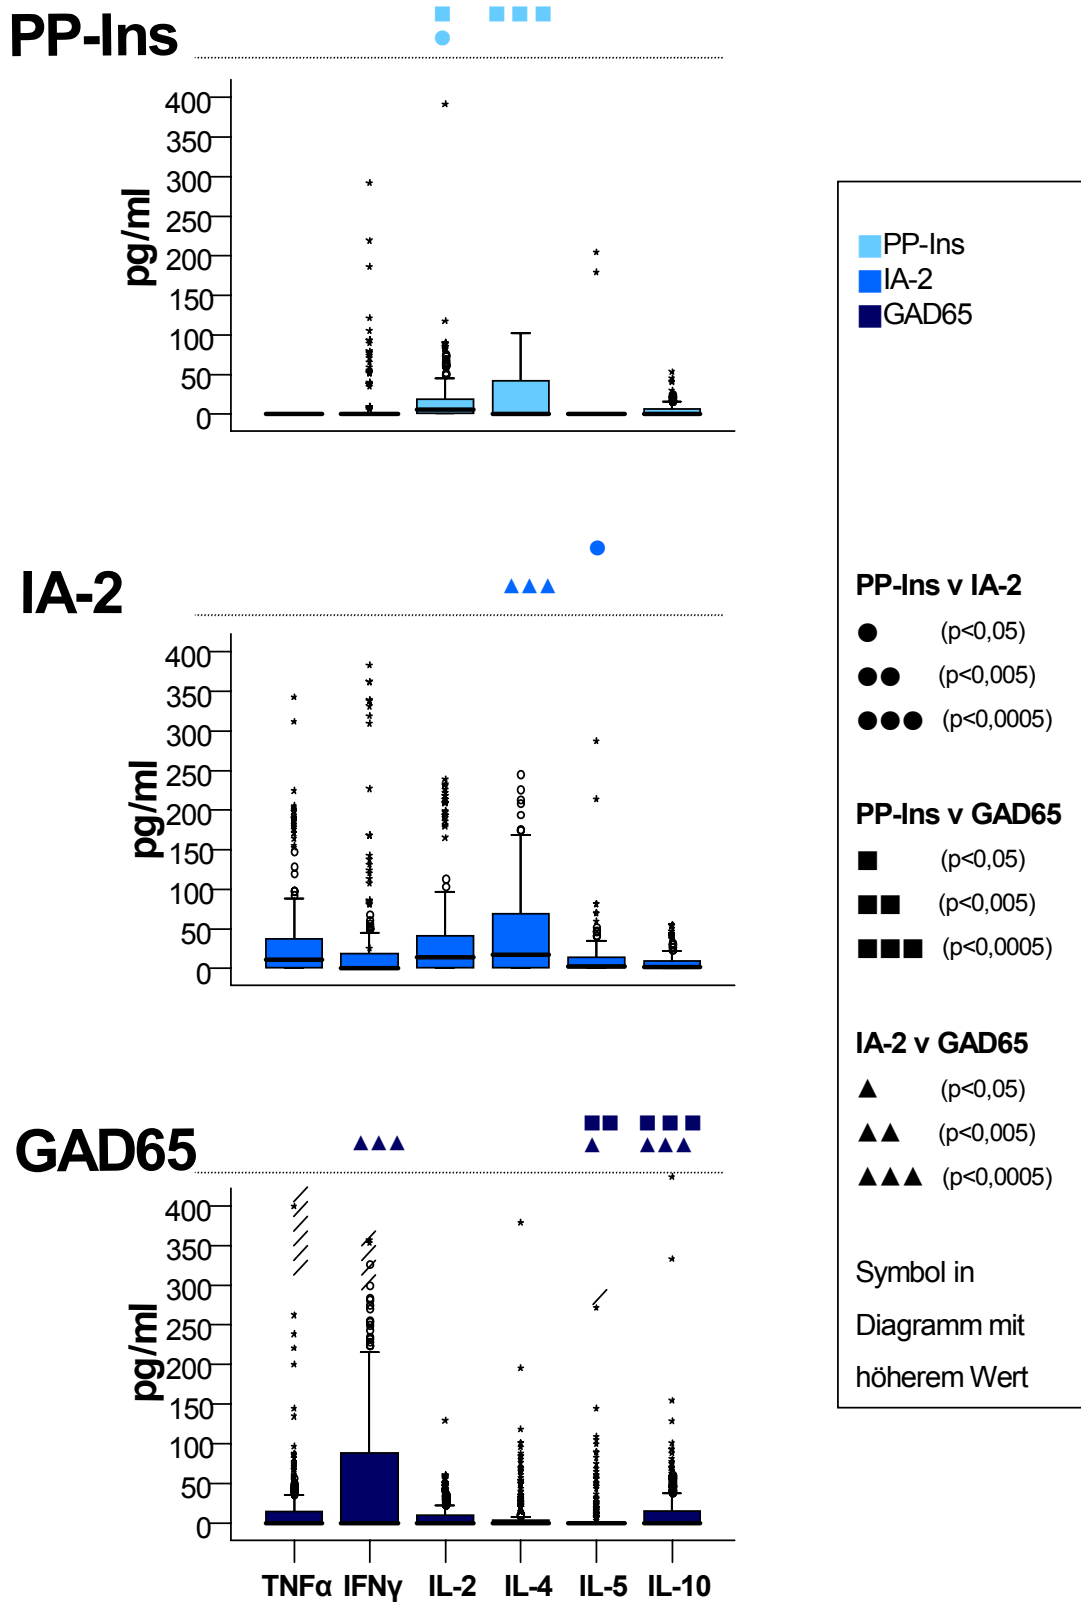 PP-Ins
400
350
300
250
200
150
100
50
0
pg/ml
IA-2
400
350
300
250
200
150
100
50
0
pg/ml
GAD65
400
350
300
250
200
150
100
50
0
pg/ml
TNFα IFNγ IL-2 IL-4 IL-5 IL-10
PP-Ins
IA-2
GAD65
PP-Ins v IA-2
(p<0,05)
(p<0,005)
(p<0,0005)
PP-Ins v GAD65
(p<0,05)
(p<0,005)
(p<0,0005)
IA-2 v GAD65
(p<0,05)
(p<0,005)
(p<0,0005)
Symbol in
Diagramm mit
höherem Wert